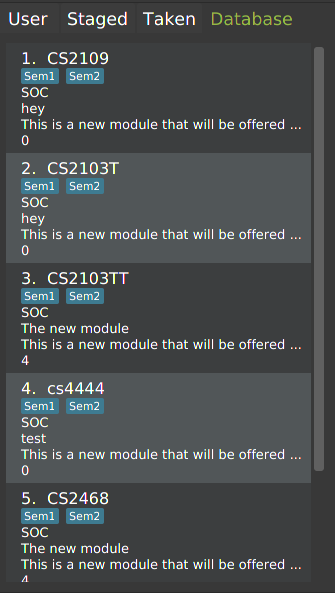 User Staged Taken Database
1. CS2109
Sem1 Sem2
SOC
hey
This is a new module that will be offered ...
0
2. CS2103T
Sem1 Sem2
SOC
hey
This is a new module that will be offered ...
0
3. CS2103TT
Sem1 Sem2
SOC
The new module
This is a new module that will be offered ...
4
4. cs4444
Sem1 Sem2
SOC
test
This is a new module that will be offered ...
0
5. CS2468
Sem1 Sem2
SOC
The new module
This is a new module that will be offered ...
4